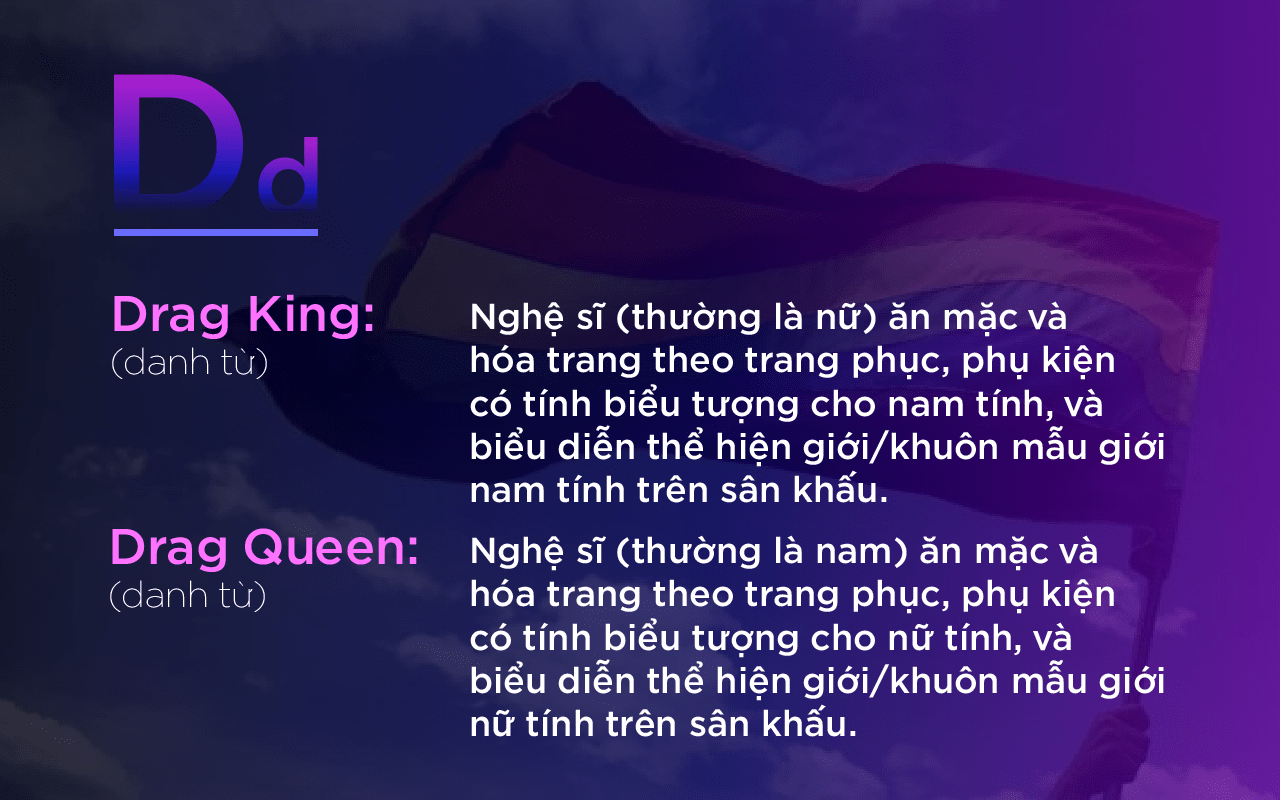 Dd
Drag King:
(danh từ)
Nghệ sĩ (thường là nữ) ăn mặc và
hóa trang theo trang phục, phụ kiện
có tính biểu tượng cho nam tính, và
biểu diễn thể hiện giới/khuôn mẫu giới
nam tính trên sân khấu.
Drag Queen:
(danh từ)
Nghệ sĩ (thường là nam) ăn mặc và
hóa trang theo trang phục, phụ kiện
có tính biểu tượng cho nữ tính, và
biểu diễn thể hiện giới/khuôn mẫu giới
nữ tính trên sân khấu.